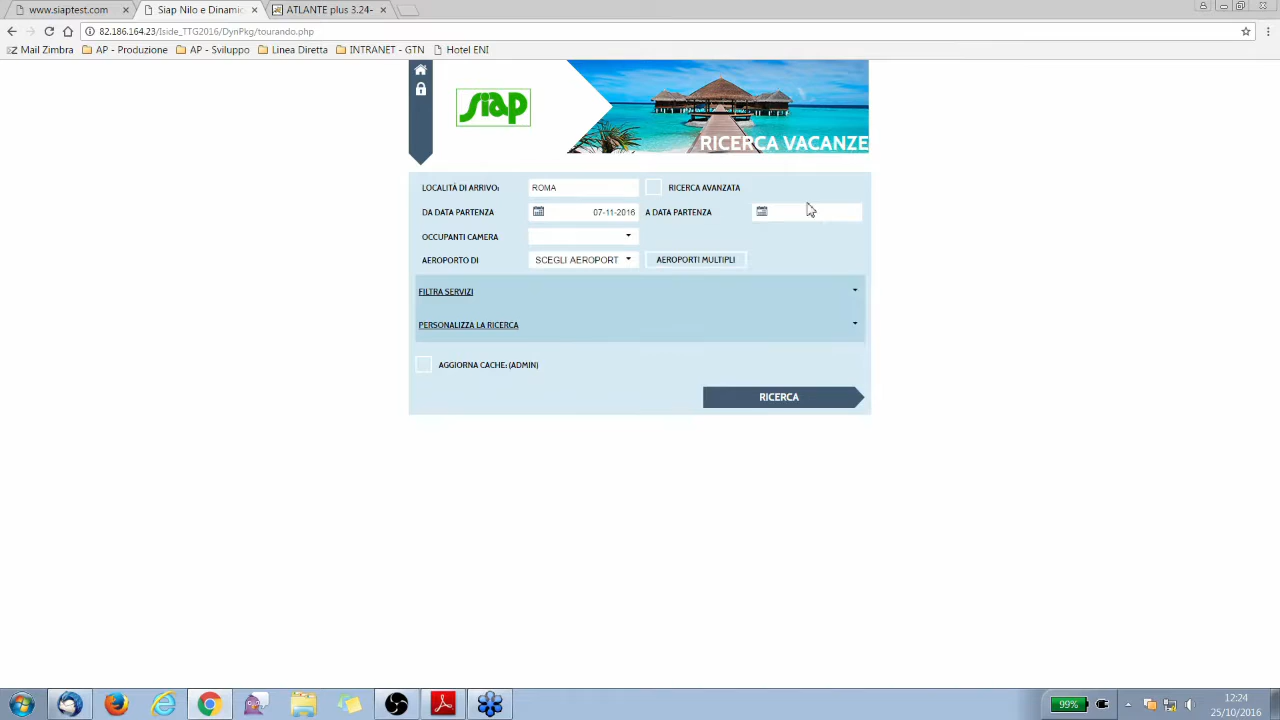 www.siaptest.com
Siap Nilo e Dinamic
ATLANTE plus 3.24-
82.186.164.23/Iside_TTG2016/DynPkg/tourando.php
Mail Zimbra AP - Produzione AP - Sviluppo Linea Diretta INTRANET - GTN Hotel ENI
siap
RICERCA VACANZE
LOCALITÀ DI ARRIVO: ROMA RICERCA AVANZATA
DA DATA PARTENZA 07-11-2016 A DATA PARTENZA
OCCUPANTI CAMERA
AEROPORTO DI SCEGLI AEROPORT AEROPORTI MULTIPLI
FILTRA SERVIZI
PERSONALIZZA LA RICERCA
AGGIORNA CACHE: (ADMIN)
RICERCA
99%
12:24
25/10/2016